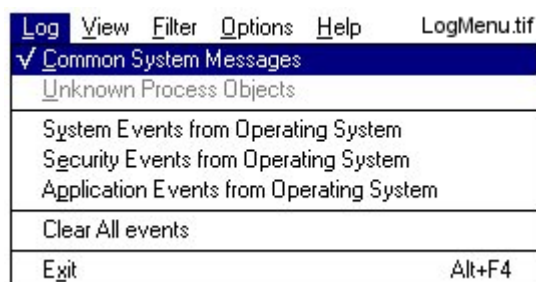 Log View Filter Options Help LogMenu.tif
✓ Common System Messages
Unknown Process Objects
System Events from Operating System
Security Events from Operating System
Application Events from Operating System
Clear All events
Exit Alt+F4